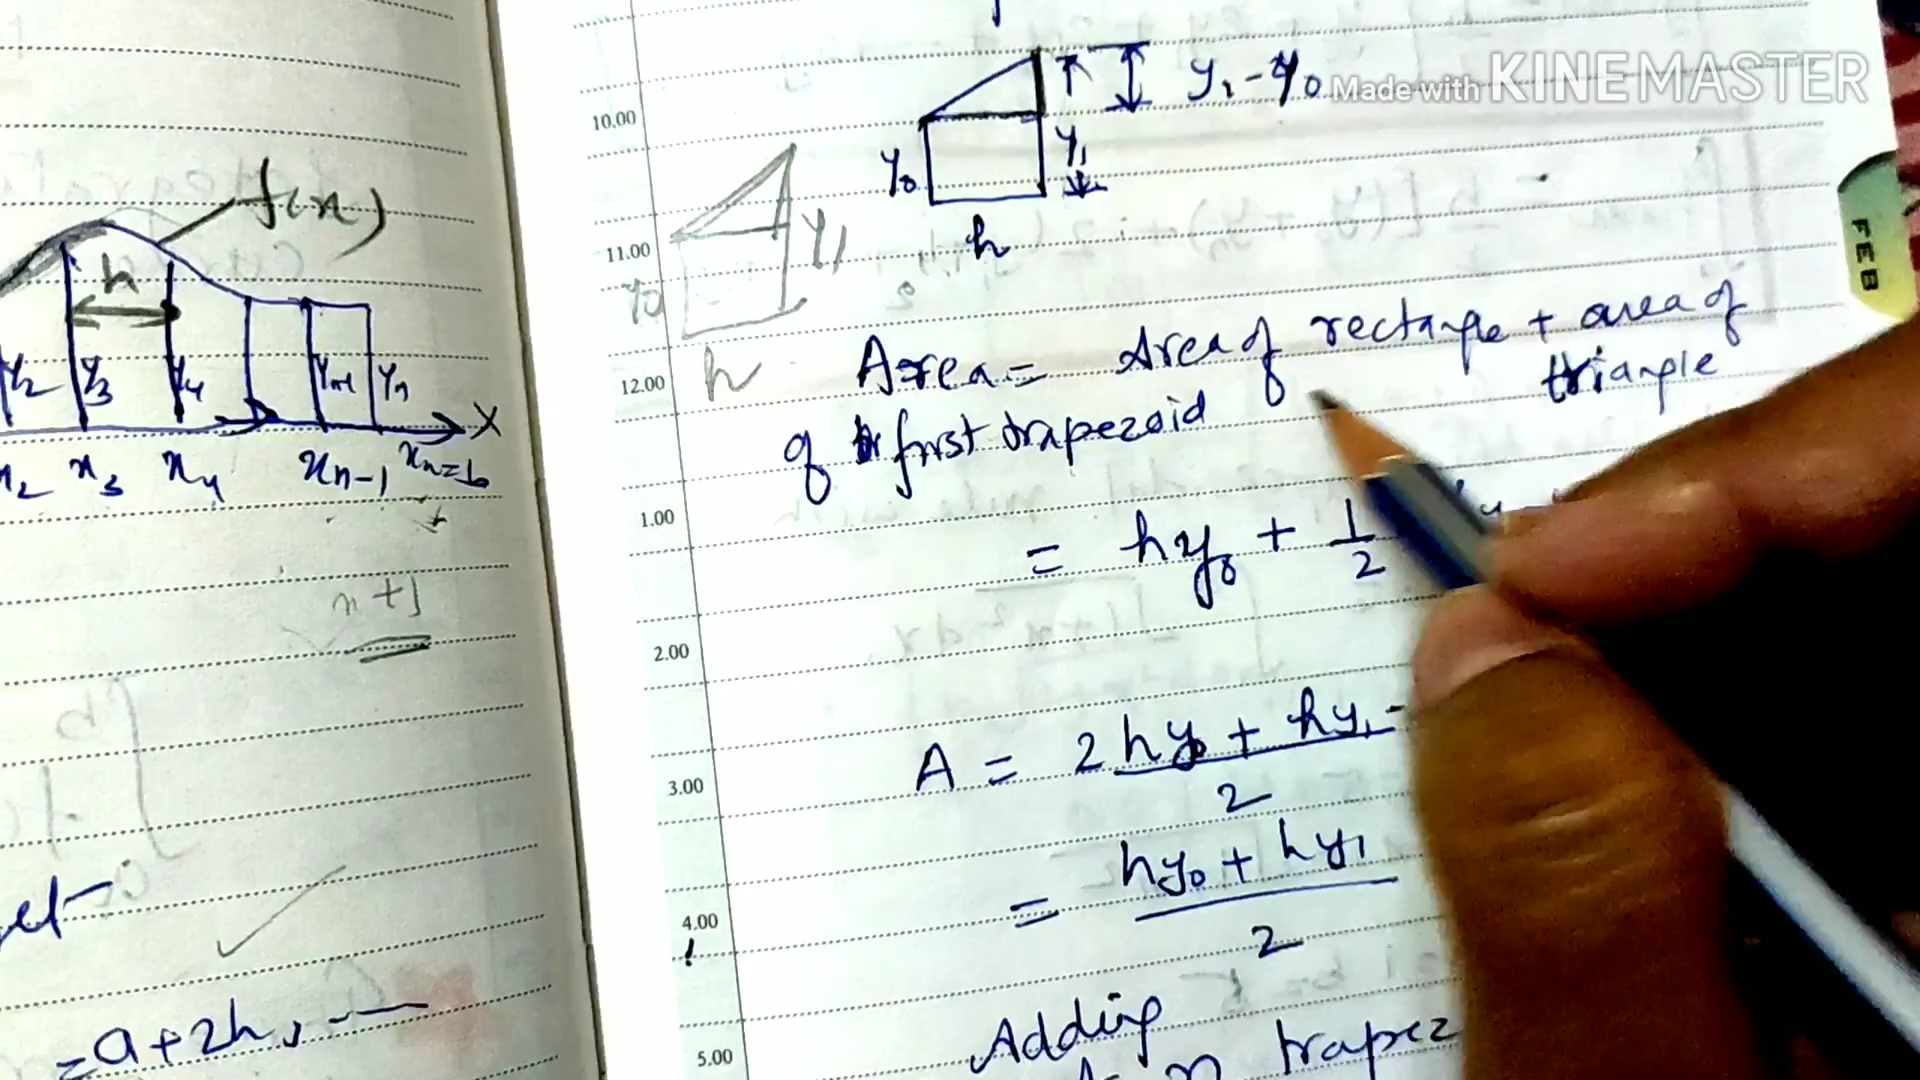 f(x)
h
y2 y3 y4 yn-1 yn
X
x2 x3 x4 xn-1 xn=b
n+1
=a+2h, —
Made with KINEMASTER
y1-y0
10.00
y0 y1
h
11.00
y0 y1
h
FEB
12.00
Area = Area of rectangle + area of
triangle
of first trapezoid
1.00
= hy0 + 1/2
2.00
A = 2hy0 + hy1 -
2
3.00
= hy0 + hy1
2
4.00
Adding
5.00
n trapez